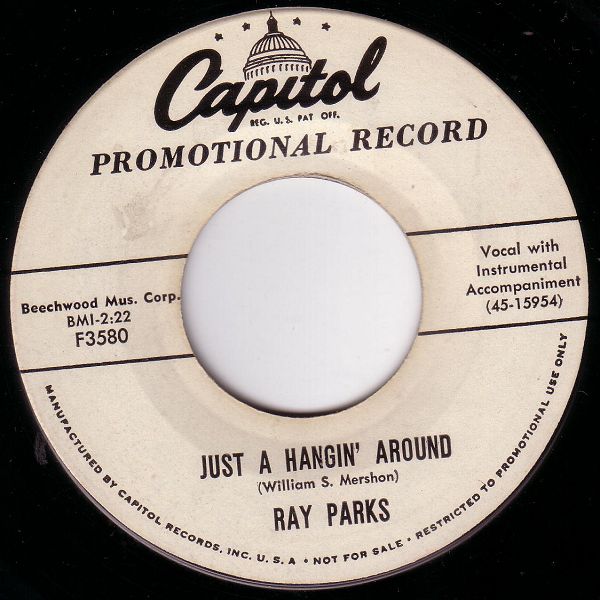 Capitol
REG. U.S. PAT. OFF.
PROMOTIONAL RECORD
Beechwood Mus. Corp.
BMI-2:22
F3580
Vocal with
Instrumental
Accompaniment
(45-15954)
JUST A HANGIN' AROUND
(William S. Mershon)
RAY PARKS
MANUFACTURED BY CAPITOL RECORDS, INC. U.S.A • NOT FOR SALE • RESTRICTED TO PROMOTIONAL USE ONLY